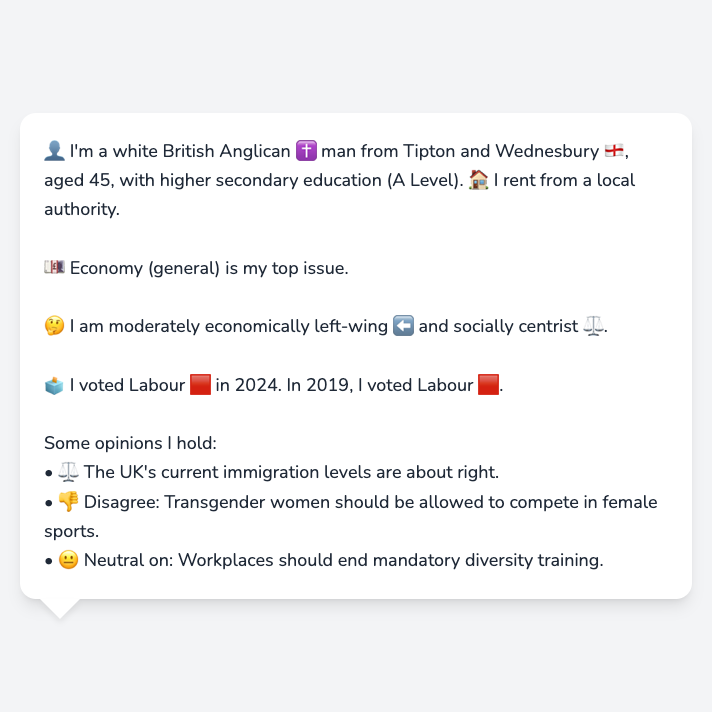 👤 I'm a white British Anglican ✝️ man from Tipton and Wednesbury 🏴󠁧󠁢󠁥󠁮󠁧󠁿,
aged 45, with higher secondary education (A Level). 🏠 I rent from a local
authority.
💷 Economy (general) is my top issue.
🤔 I am moderately economically left-wing ⬅️ and socially centrist ⚖️.
🗳️ I voted Labour 🟥 in 2024. In 2019, I voted Labour 🟥.
Some opinions I hold:
• ⚖️ The UK's current immigration levels are about right.
• 👎 Disagree: Transgender women should be allowed to compete in female
sports.
• 😐 Neutral on: Workplaces should end mandatory diversity training.